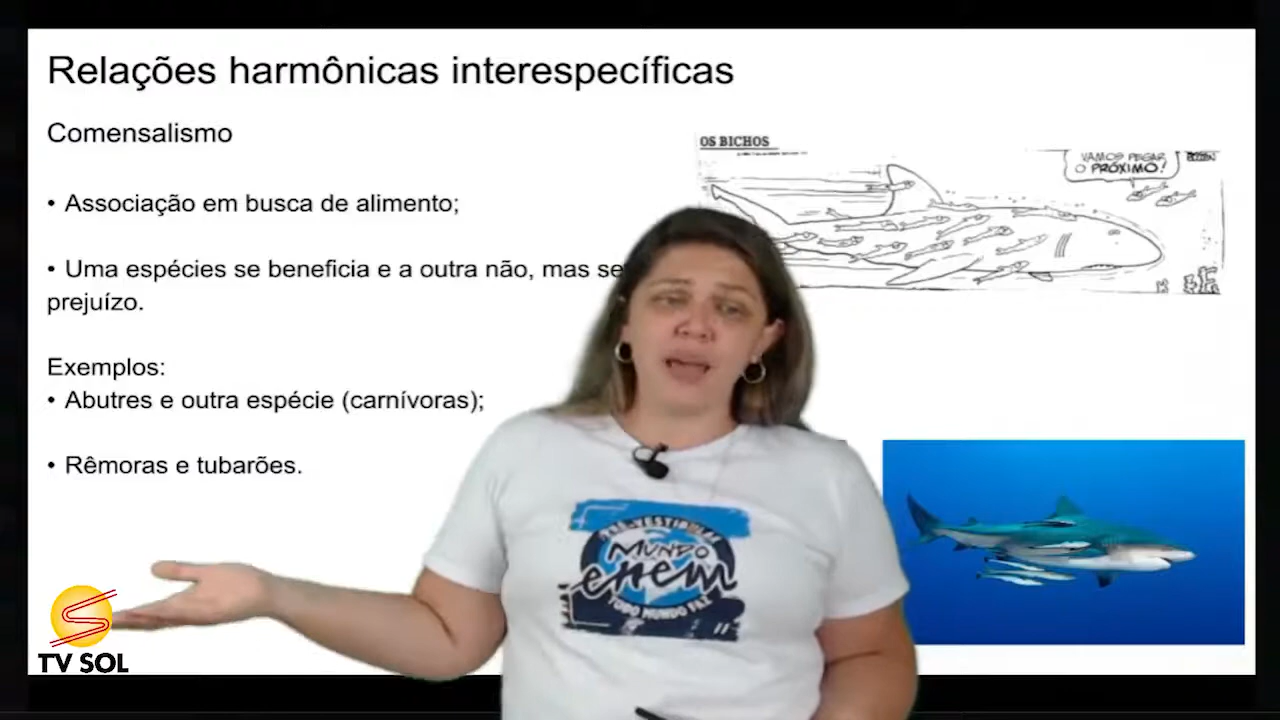 Relações harmônicas interespecíficas
Comensalismo
• Associação em busca de alimento;
• Uma espécies se beneficia e a outra não, mas se
prejuízo.
Exemplos:
• Abutres e outra espécie (carnívoras);
• Rêmoras e tubarões.
OS BICHOS
VAMOS PEGAR
O PRÓXIMO!
PRÉ-VESTIBULAR
MUNDO
enem
TODO MUNDO FAZ
TV SOL